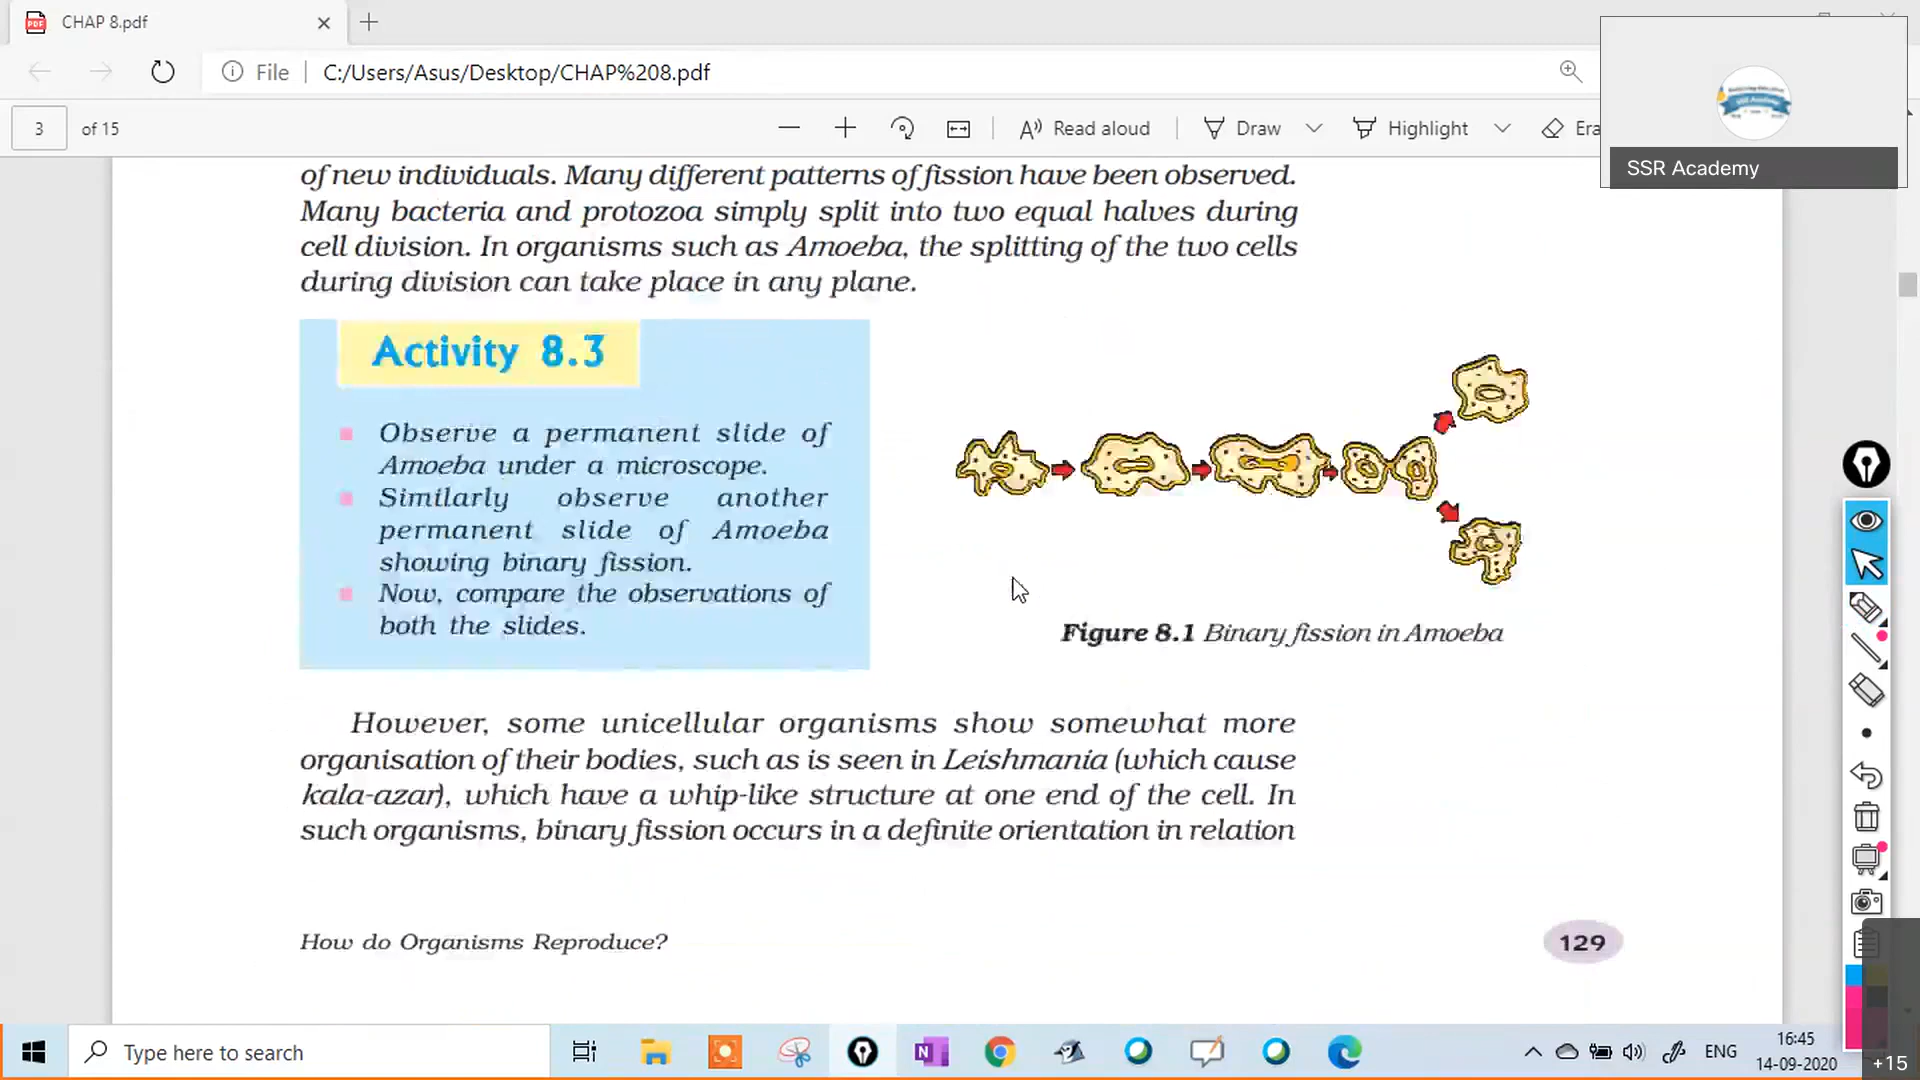 CHAP 8.pdf
File
C:/Users/Asus/Desktop/CHAP%208.pdf
3 of 15
Read aloud
Draw
Highlight
Era
SSR Academy
of new individuals. Many different patterns of fission have been observed.
Many bacteria and protozoa simply split into two equal halves during
cell division. In organisms such as Amoeba, the splitting of the two cells
during division can take place in any plane.
Activity 8.3
Observe a permanent slide of
Amoeba under a microscope.
Similarly observe another
permanent slide of Amoeba
showing binary fission.
Now, compare the observations of
both the slides.
Figure 8.1 Binary fission in Amoeba
However, some unicellular organisms show somewhat more
organisation of their bodies, such as is seen in Leishmania (which cause
kala-azar), which have a whip-like structure at one end of the cell. In
such organisms, binary fission occurs in a definite orientation in relation
How do Organisms Reproduce?
129
Type here to search
ENG
16:45
14-09-2020
+15